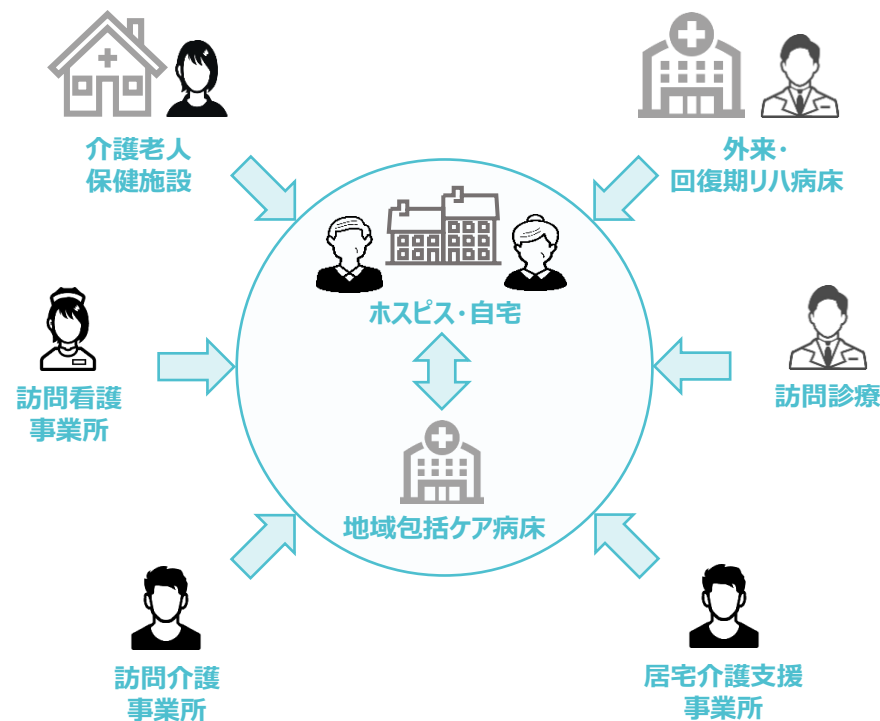 介護老人
保健施設
外来・
回復期リハ病床
ホスピス・自宅
訪問看護
事業所
訪問診療
地域包括ケア病床
訪問介護
事業所
居宅介護支援
事業所